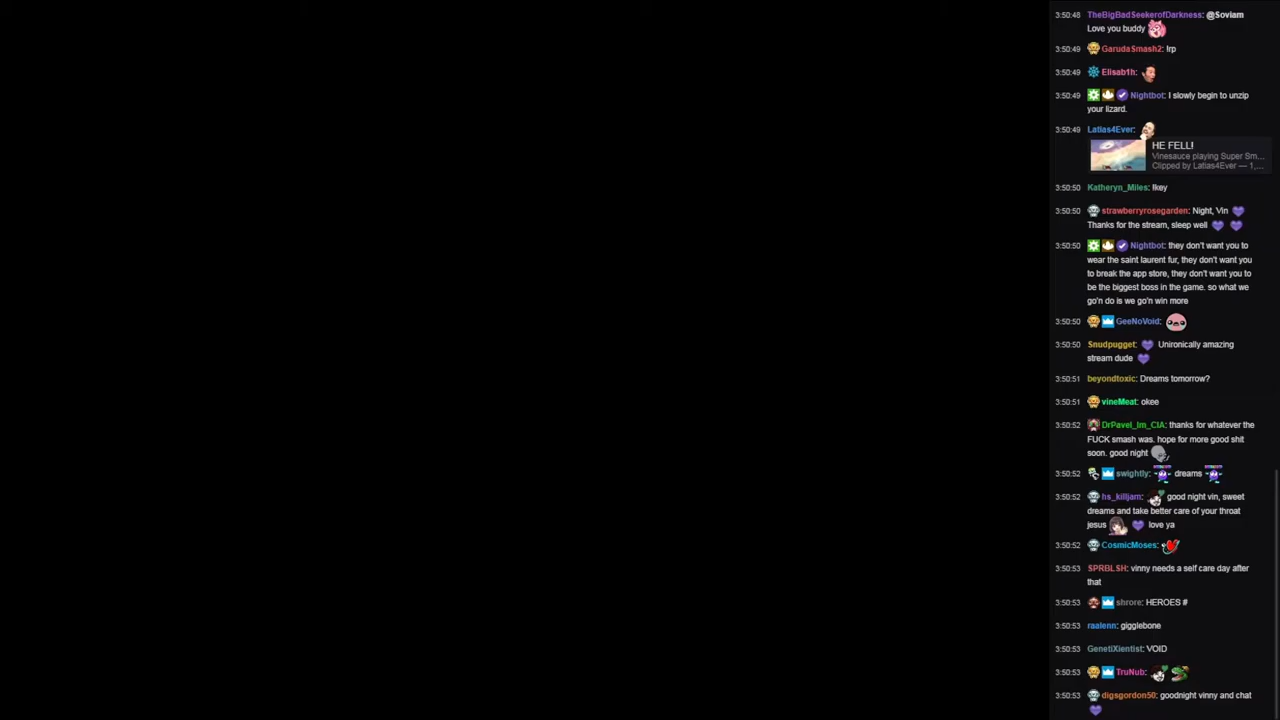 3:50:48 TheBigBadSeekerofDarkness: @Soviam
Love you buddy
3:50:49 GarudaSmash2: !rp
3:50:49 Elisab1h:
3:50:49 Nightbot: I slowly begin to unzip
your lizard.
3:50:49 Latias4Ever:
HE FELL!
Vinesauce playing Super Sm...
Clipped by Latias4Ever — 1,...
3:50:50 Katheryn_Miles: !key
3:50:50 strawberryrosegarden: Night, Vin
Thanks for the stream, sleep well
3:50:50 Nightbot: they don't want you to
wear the saint laurent fur, they don't want you
to break the app store, they don't want you to
be the biggest boss in the game. so what we
go'n do is we go'n win more
3:50:50 GeeNoVoid:
3:50:50 Snudpugget: Unironically amazing
stream dude
3:50:51 beyondtoxic: Dreams tomorrow?
3:50:51 vineMeat: okee
3:50:52 DrPavel_Im_CIA: thanks for whatever the
FUCK smash was. hope for more good shit
soon. good night
3:50:52 swightly: dreams
3:50:52 hs_killjam: good night vin, sweet
dreams and take better care of your throat
jesus love ya
3:50:52 CosmicMoses:
3:50:53 SPRBLSH: vinny needs a self care day after
that
3:50:53 shrore: HEROES #
3:50:53 raalenn: gigglebone
3:50:53 GenetiXientist: VOID
3:50:53 TruNub:
3:50:53 digsgordon50: goodnight vinny and chat